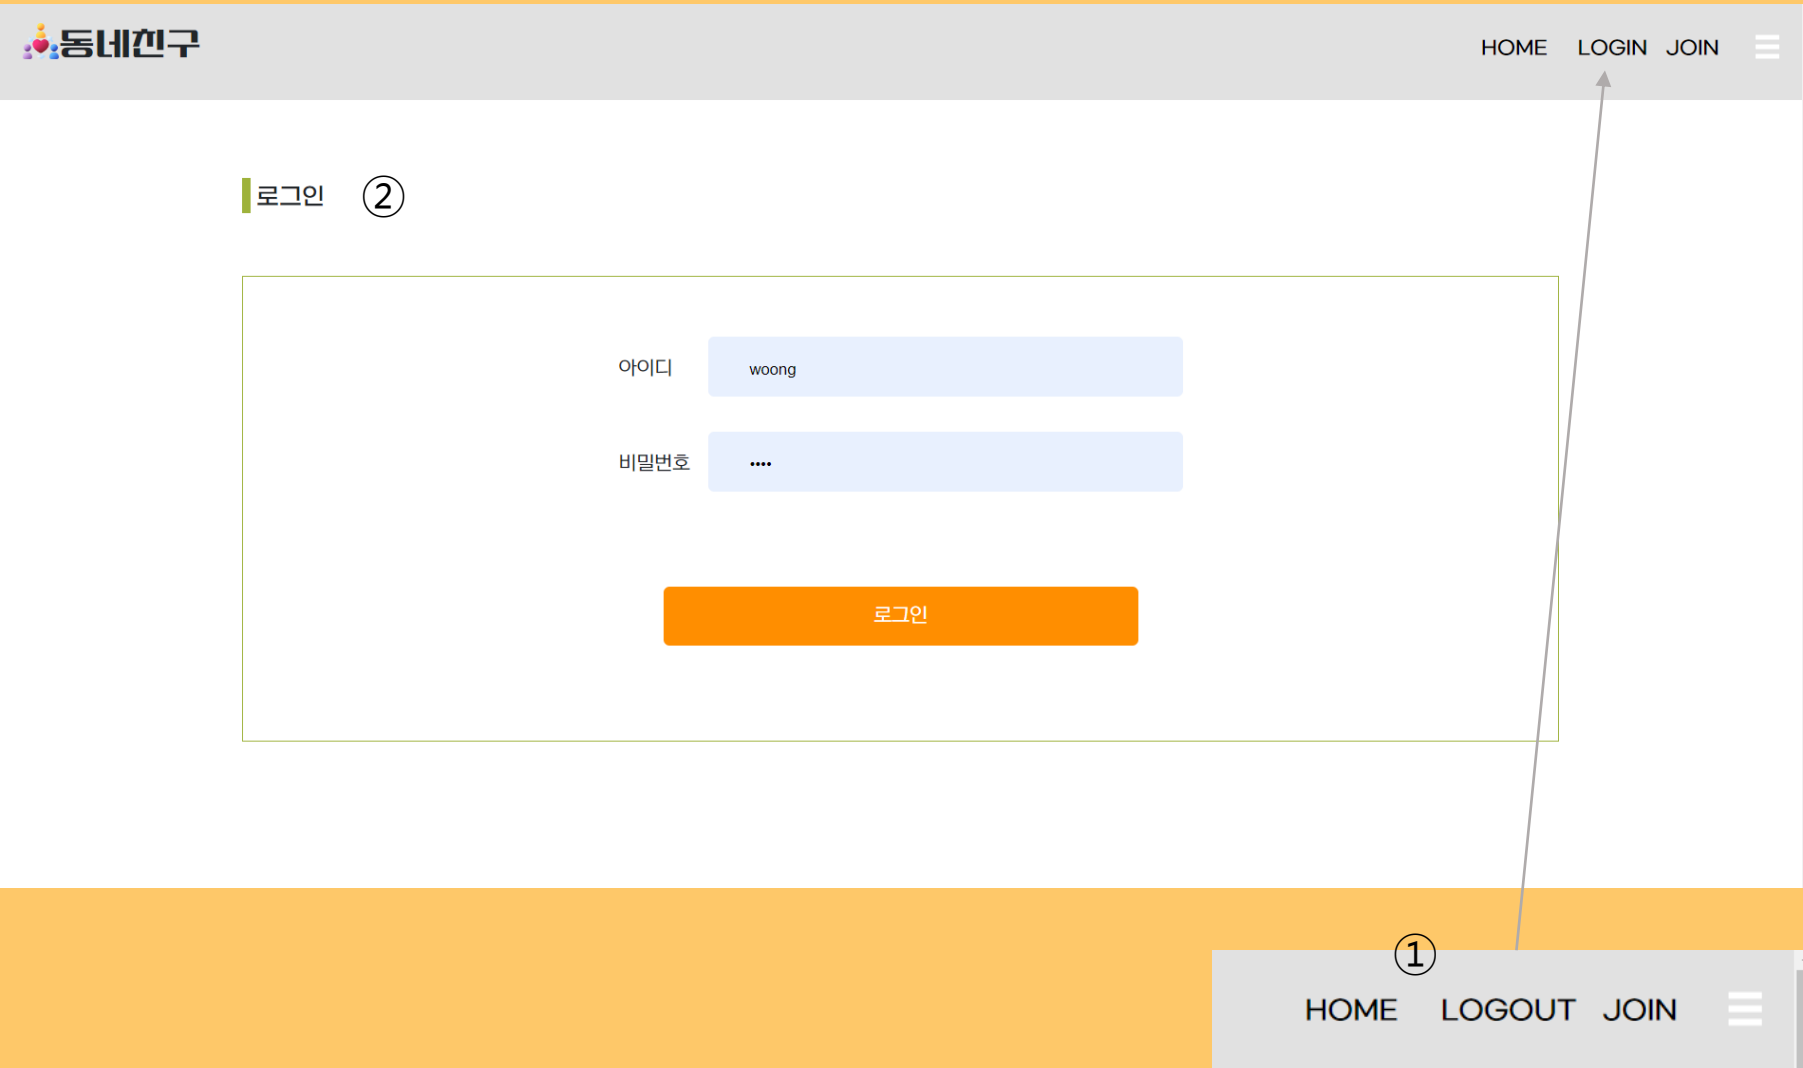 동네친구
HOME LOGIN JOIN
로그인 ②
아이디 woong
비밀번호 ••••
로그인
①
HOME LOGOUT JOIN